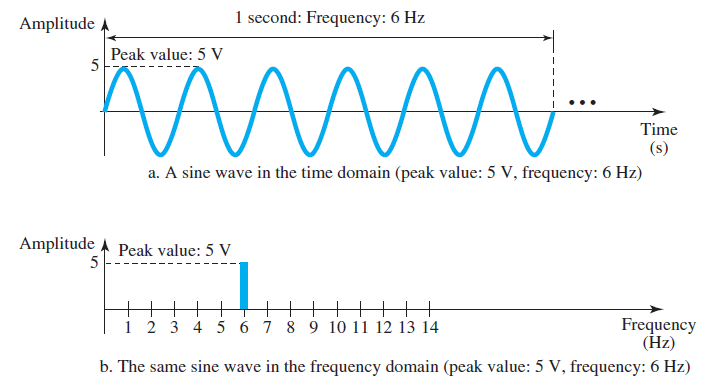 Amplitude
1 second: Frequency: 6 Hz
Peak value: 5 V
5
• • •
Time
(s)
a. A sine wave in the time domain (peak value: 5 V, frequency: 6 Hz)
Amplitude
Peak value: 5 V
5
1 2 3 4 5 6 7 8 9 10 11 12 13 14
Frequency
(Hz)
b. The same sine wave in the frequency domain (peak value: 5 V, frequency: 6 Hz)